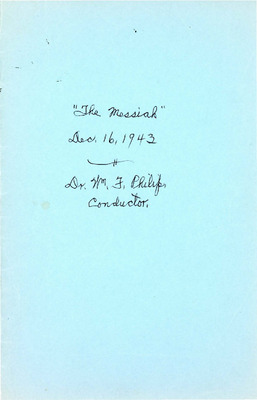 "The Messiah"
Dec. 16, 1943
Dr. Wm. F. Philips
Conductor.